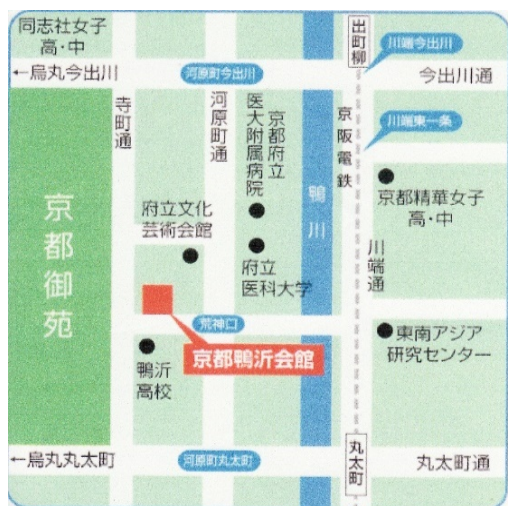 同志社女子
高・中
←烏丸今出川
河原町今出川
出町柳
川端今出川
今出川通
寺町通
河原町通
京都府立
医大附属病院
京阪電鉄
川端東一条
京都精華女子
高・中
京都御苑
府立文化
芸術会館
鴨川
府立
医科大学
川端通
荒神口
京都鴨沂会館
鴨沂
高校
東南アジア
研究センター
←烏丸丸太町
河原町丸太町
丸太町
丸太町通